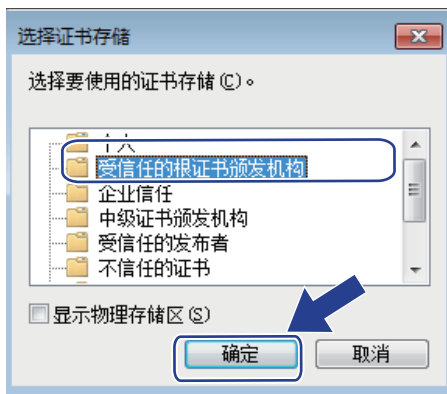 选择证书存储
选择要使用的证书存储(C)。
个人
受信任的根证书颁发机构
企业信任
中级证书颁发机构
受信任的发布者
不信任的证书
显示物理存储区(S)
确定
取消